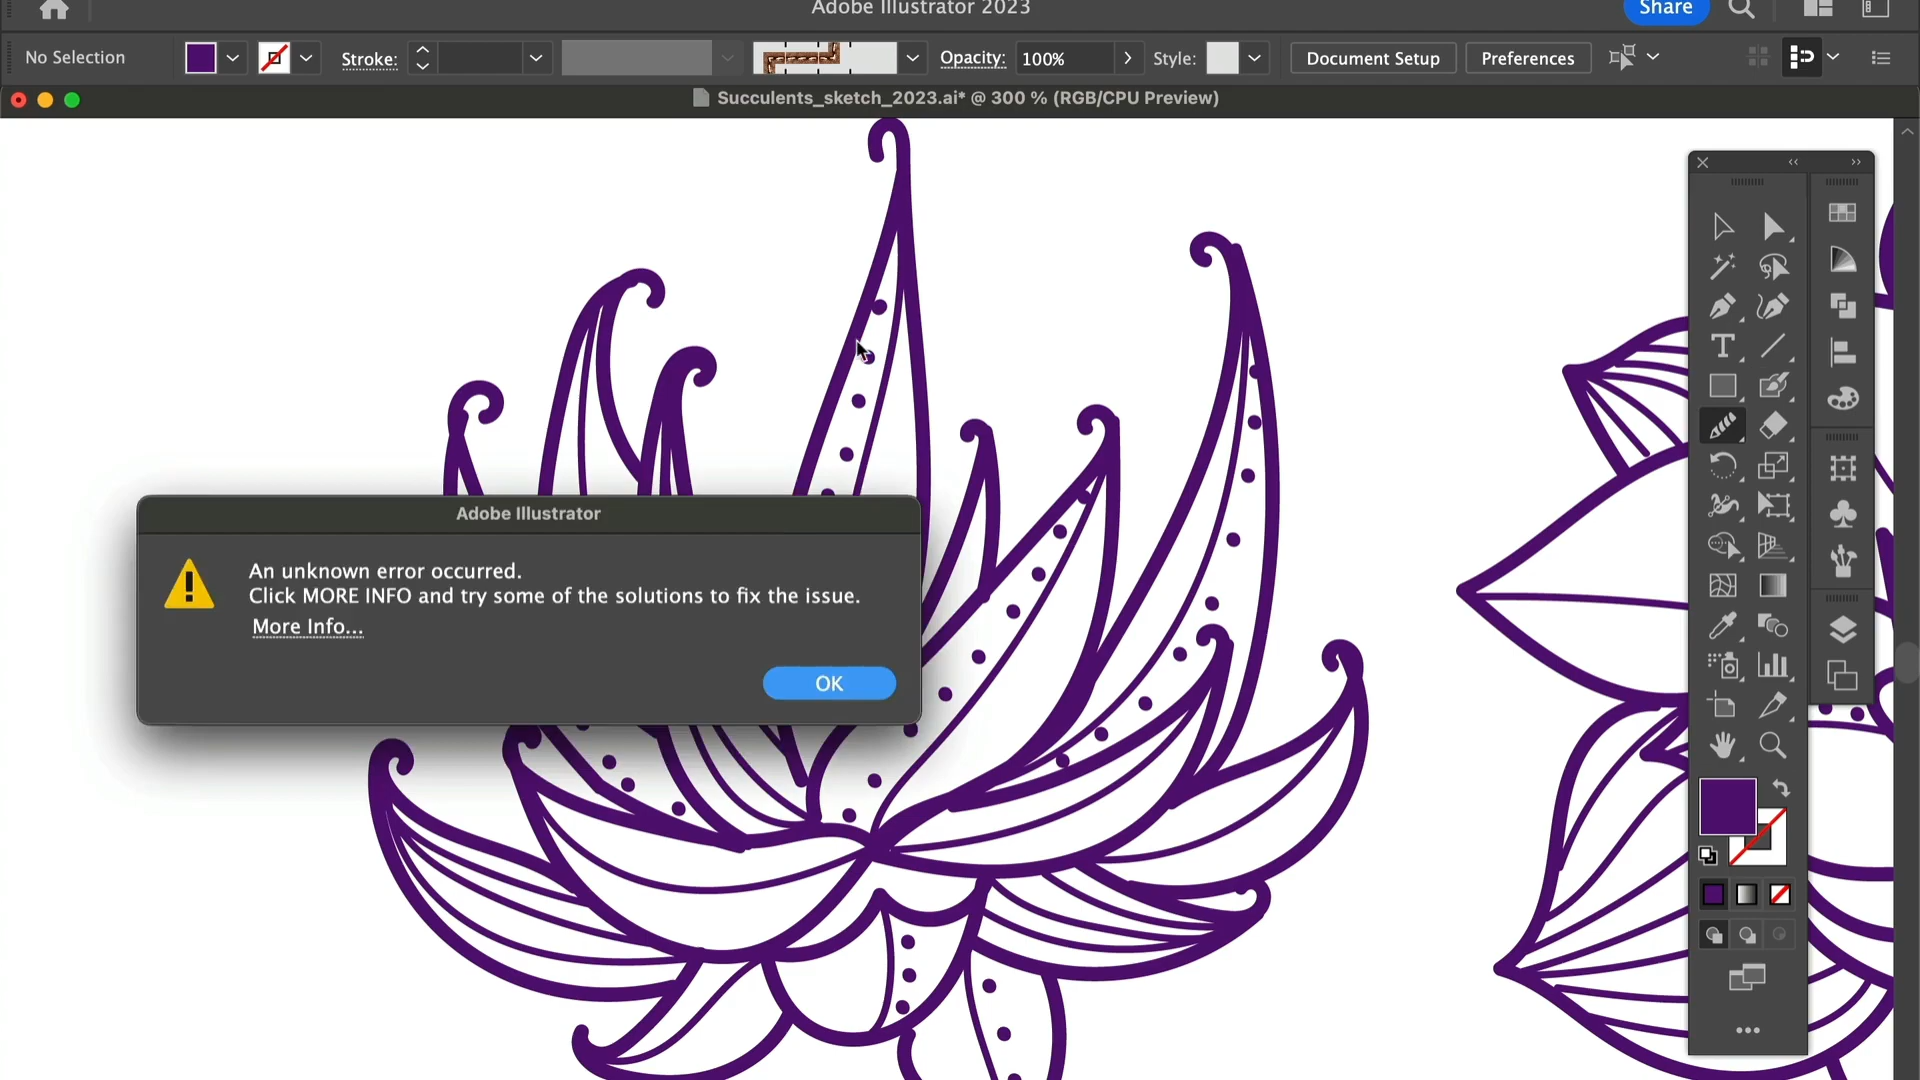 Adobe Illustrator 2023
Share
No Selection
Stroke:
Opacity: 100%
Style:
Document Setup
Preferences
Succulents_sketch_2023.ai* @ 300 % (RGB/CPU Preview)
Adobe Illustrator
An unknown error occurred.
Click MORE INFO and try some of the solutions to fix the issue.
More Info...
OK